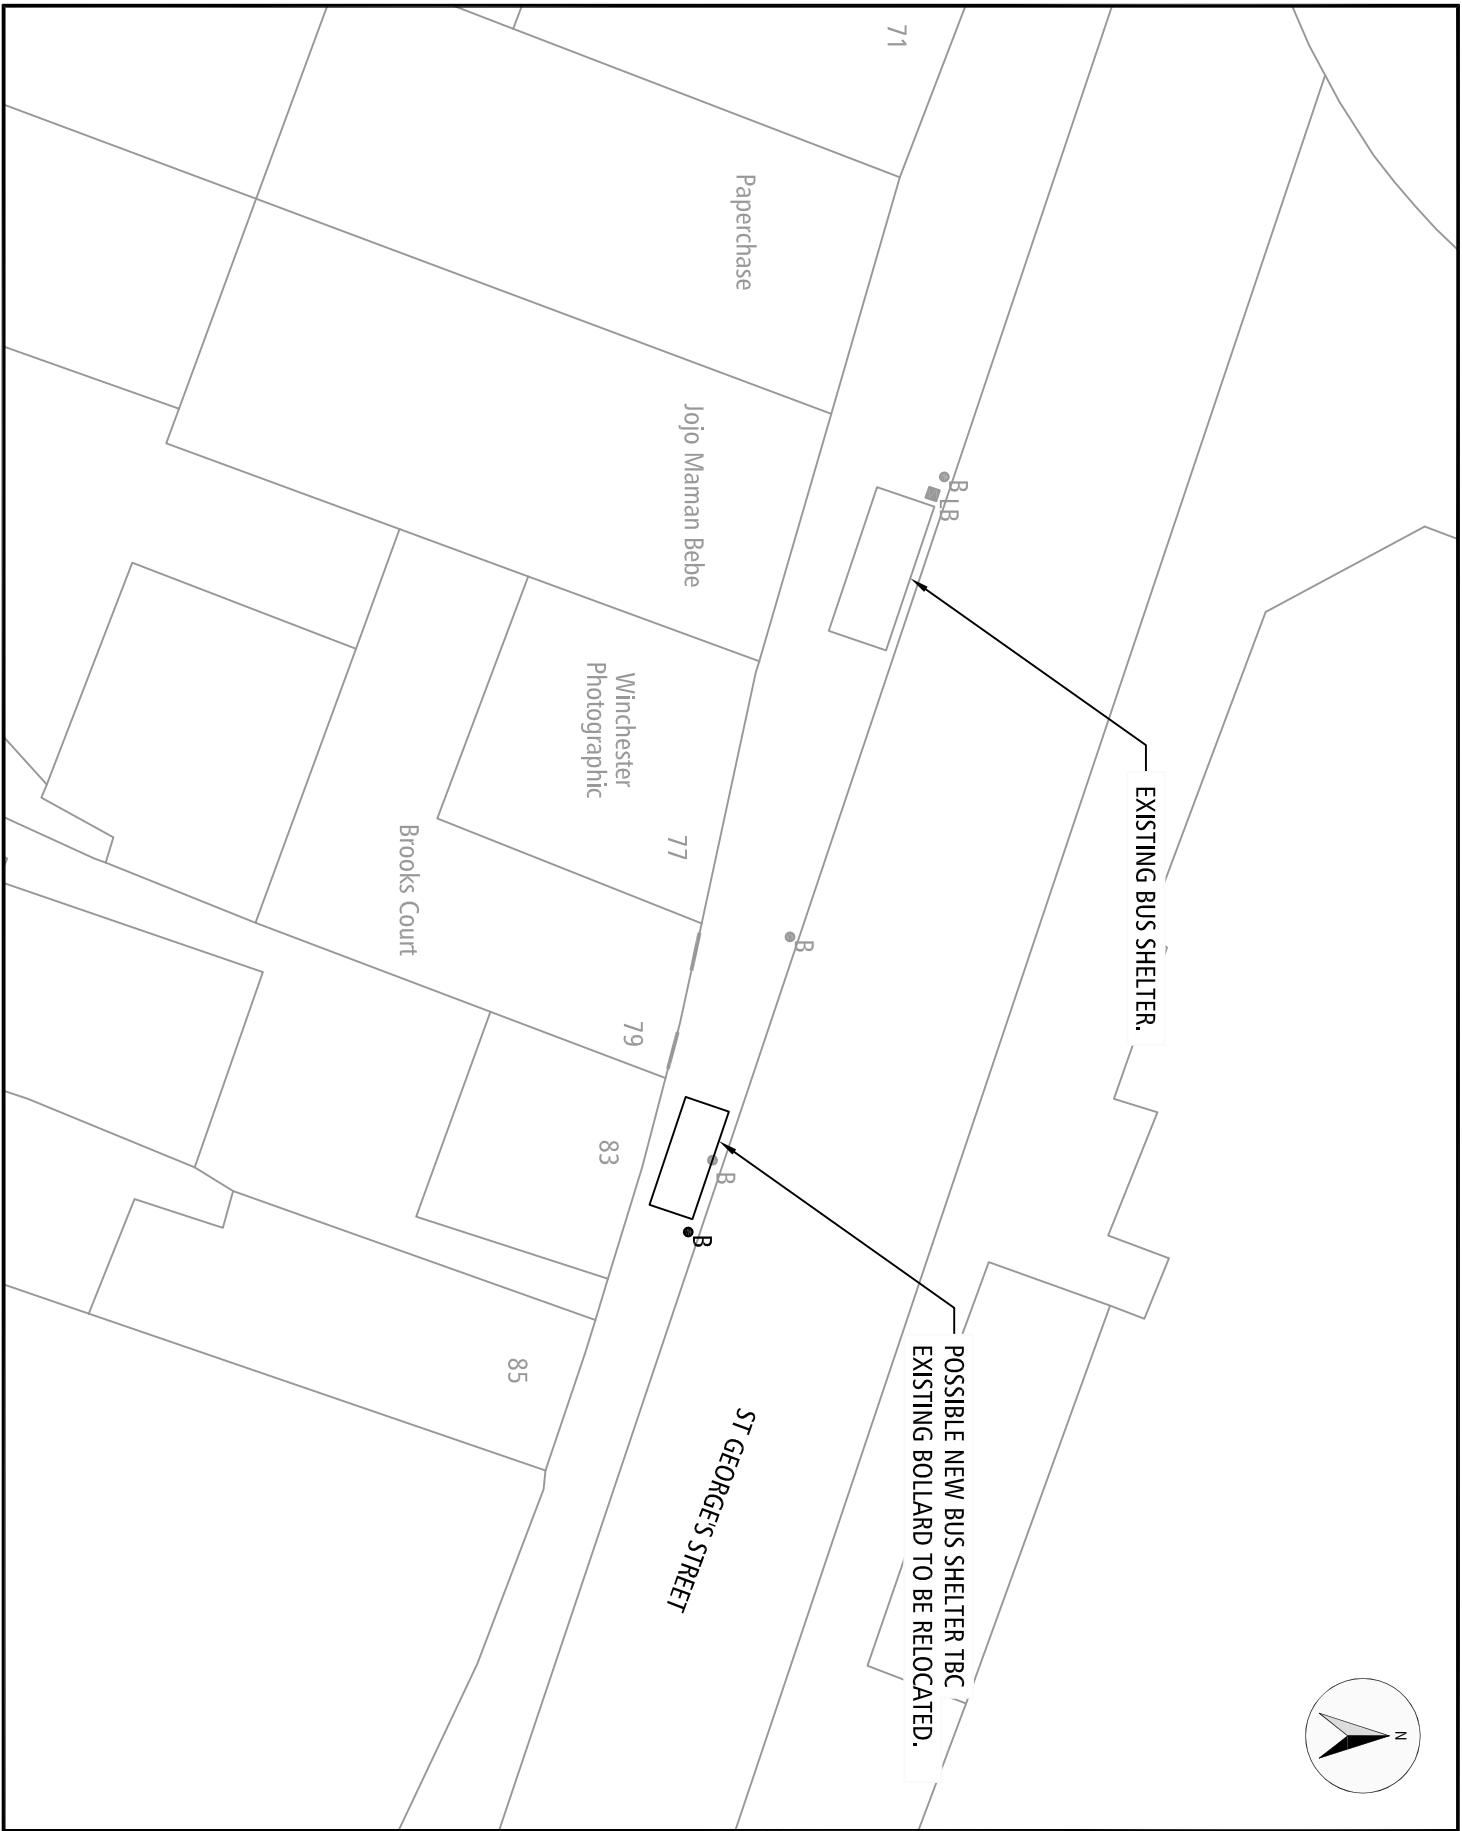 N
EXISTING BUS SHELTER.
POSSIBLE NEW BUS SHELTER TBC
EXISTING BOLLARD TO BE RELOCATED.
B
LB
71
Paperchase
Jojo Maman Bebe
B
ST GEORGE'S STREET
Winchester
Photographic
77
B
B
79
83
85
Brooks Court